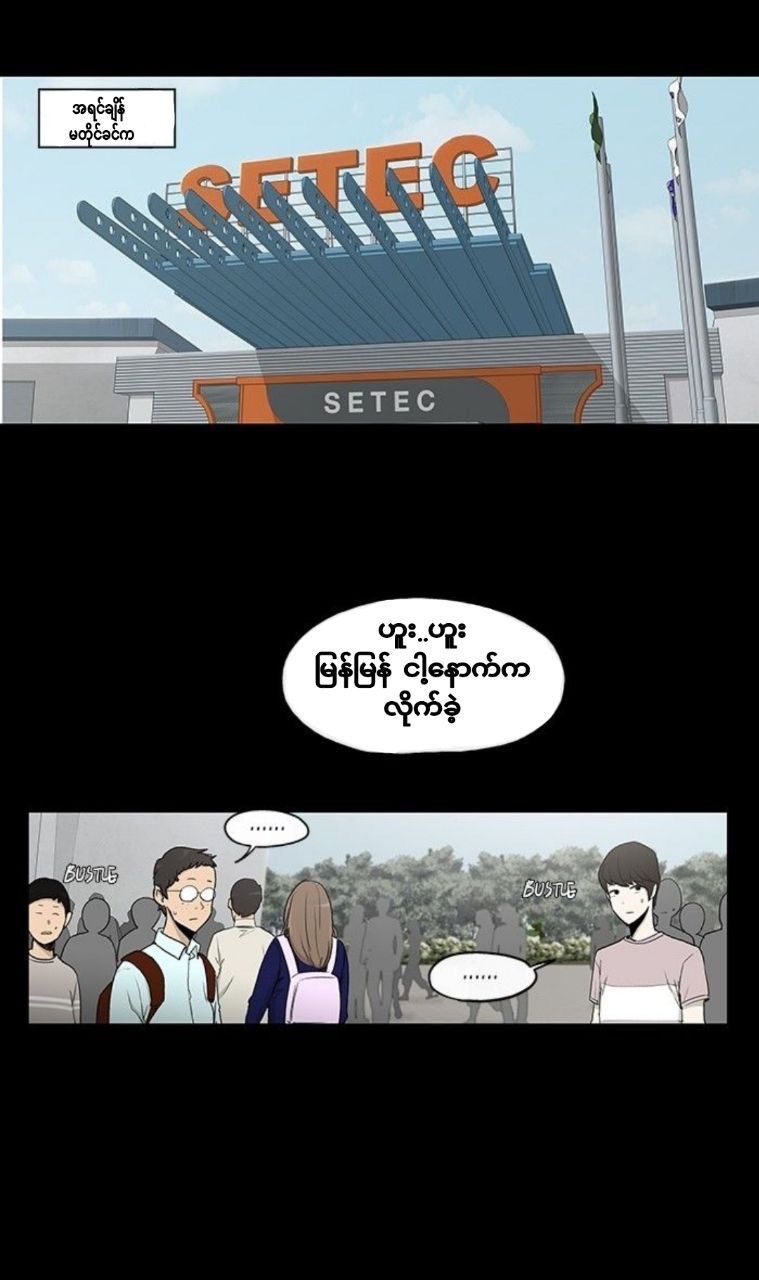 အရင်ချိန်
မတိုင်ခင်က
SETEC
SETEC
ဟူး..ဟူး
မြန်မြန် ငါ့နောက်က
လိုက်ခဲ့
......
BUSTLE
BUSTLE
......